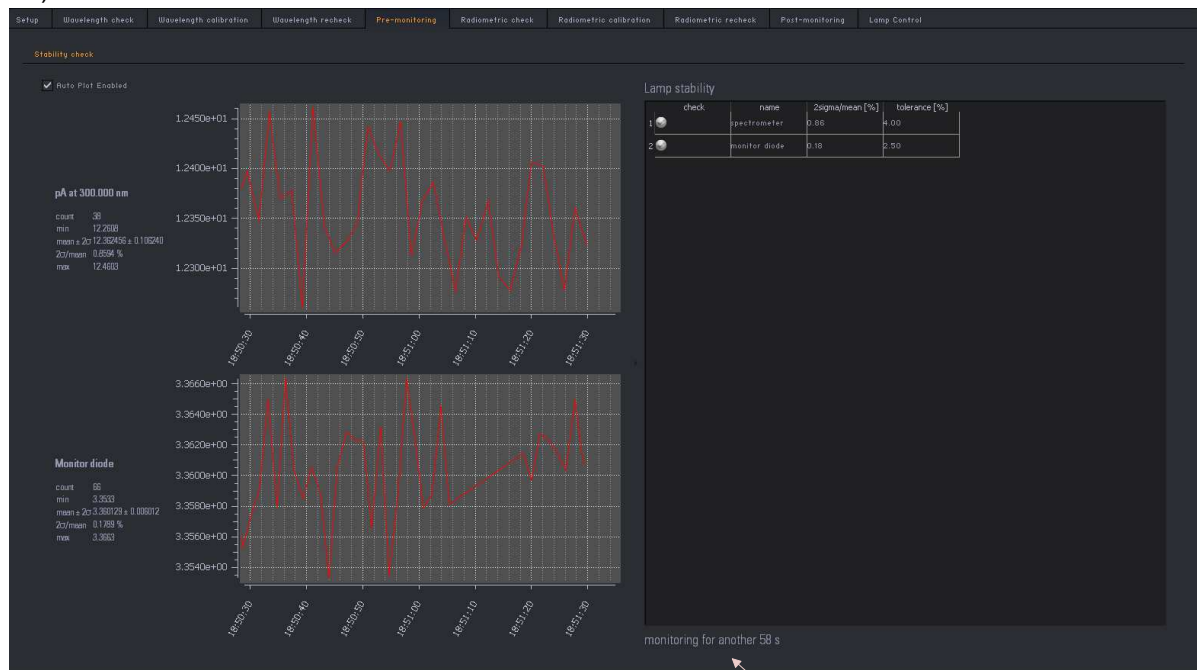 Setup Wavelength check Wavelength calibration Wavelength recheck Pre-monitoring Radiometric check Radiometric calibration Radiometric recheck Post-monitoring Lamp Control
Stability check
Auto Plot Enabled
pA at 300.000 nm
count 38
min 12.2608
mean ± 2σ 12.362456 ± 0.106240
2σ/mean 0.8594 %
max 12.4603
1.2450e+01
1.2400e+01
1.2350e+01
1.2300e+01
18:50:30 18:50:40 18:50:50 18:51:00 18:51:10 18:51:20 18:51:30
Monitor diode
count 66
min 3.3533
mean ± 2σ 3.360129 ± 0.006012
2σ/mean 0.1789 %
max 3.3663
3.3660e+00
3.3640e+00
3.3620e+00
3.3600e+00
3.3580e+00
3.3560e+00
3.3540e+00
18:50:30 18:50:40 18:50:50 18:51:00 18:51:10 18:51:20 18:51:30
Lamp stability
check name 2sigma/mean [%] tolerance [%]
1 spectrometer 0.86 4.00
2 monitor diode 0.18 2.50
monitoring for another 58 s